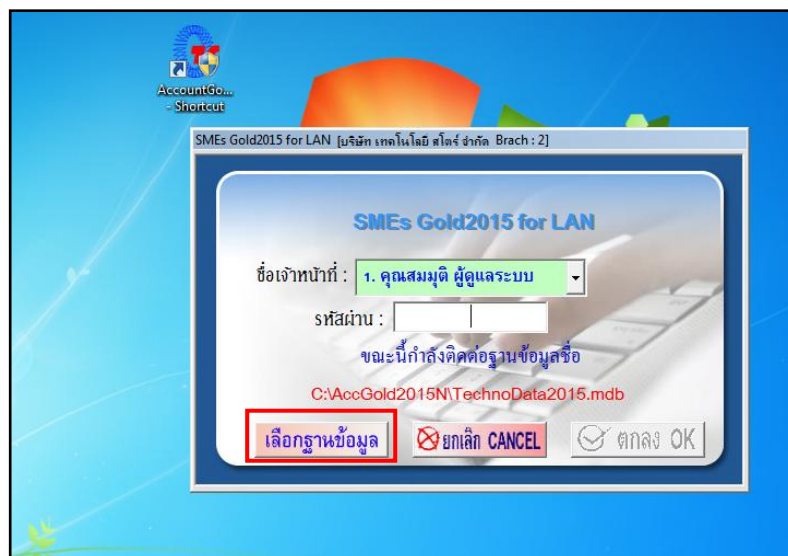 AccountGo...
- Shortcut
SMEs Gold2015 for LAN [บริษัท เทคโนโลยี สโตร์ จำกัด Brach : 2]
SMEs Gold2015 for LAN
ชื่อเจ้าหน้าที่ : 1. คุณสมมุติ ผู้ดูแลระบบ
รหัสผ่าน :
ขณะนี้กำลังติดต่อฐานข้อมูลชื่อ
C:\AccGold2015N\TechnoData2015.mdb
เลือกฐานข้อมูล ยกเลิก CANCEL ตกลง OK